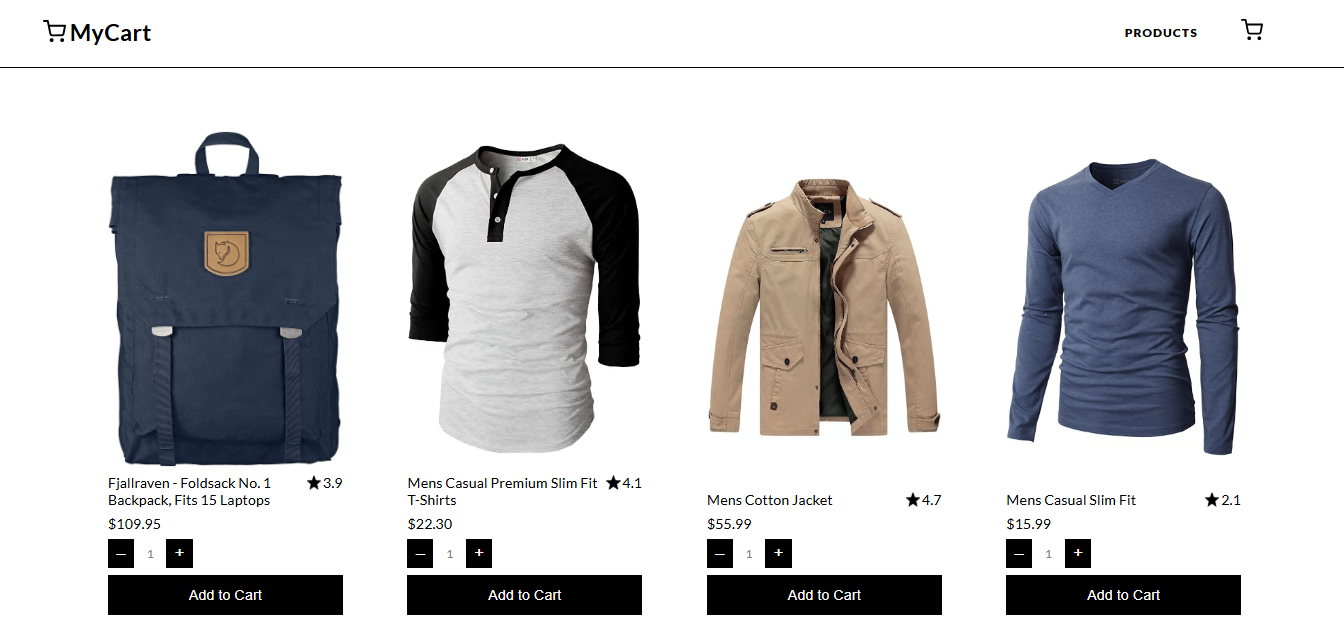 MyCart
PRODUCTS
Fjallraven - Foldsack No. 1
Backpack, Fits 15 Laptops
3.9
$109.95
– 1 +
Add to Cart
Mens Casual Premium Slim Fit
T-Shirts
4.1
$22.30
– 1 +
Add to Cart
Mens Cotton Jacket
4.7
$55.99
– 1 +
Add to Cart
Mens Casual Slim Fit
2.1
$15.99
– 1 +
Add to Cart